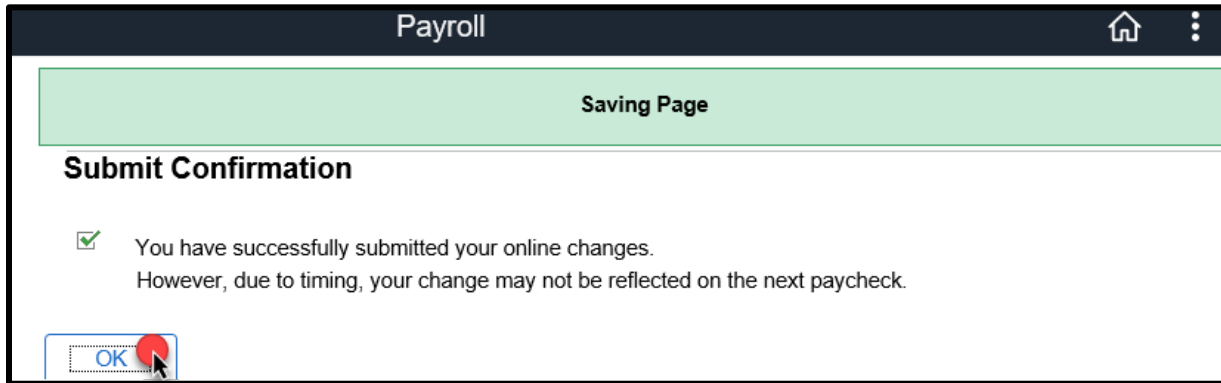 Payroll
Saving Page
Submit Confirmation
You have successfully submitted your online changes.
However, due to timing, your change may not be reflected on the next paycheck.
OK